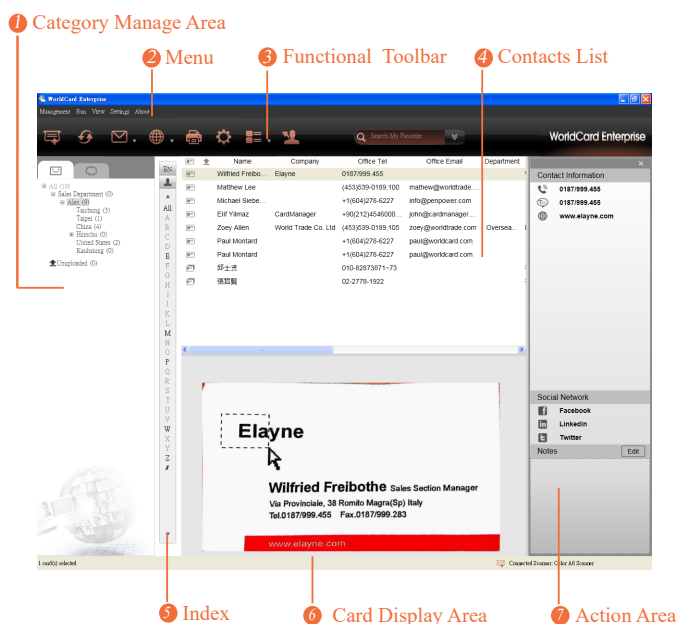 1 Category Manage Area
2 Menu
3 Functional Toolbar
4 Contacts List
WorldCard Enterprise
Management Run View Settings About
Search My Favorite
WorldCard Enterprise
All (19)
Sales Department (0)
Alex (9)
Taichung (3)
Taipei (1)
China (4)
Hsinchu (0)
United States (2)
Kauhsiung (0)
Unuploaded (0)
EN
All
A
B
C
D
E
F
G
H
I
J
K
L
M
N
O
P
Q
R
S
T
U
V
W
X
Y
Z
#
Name Company Office Tel Office Email Department
Wilfried Freibo... Elayne 0187/999.455
Matthew Lee (453)539-0189,100 mathew@worldtrade....
Michael Siebe... +1(604)278-6227 info@penpower.com
Elif Yilmaz CardManager +90(212)4546000... john@cardmanager....
Zoey Allen World Trade Co. Ltd (453)539-0189,105 zoey@worldtrade.com Oversea...
Paul Montard +1(604)278-6227 paul@worldcard.com
Paul Montard +1(604)278-6227 paul@worldcard.com
010-82873871~73
02-2778-1922
Contact Information
0187/999.455
0187/999.455
www.elayne.com
Social Network
Facebook
LinkedIn
Twitter
Notes Edit
Elayne
Wilfried Freibothe Sales Section Manager
Via Provinciale, 38 Romito Magra(Sp) Italy
Tel.0187/999.455 Fax.0187/999.283
www.elayne.com
1 card(s) selected
Connected Scanner: Color A6 Scanner
5 Index
6 Card Display Area
7 Action Area